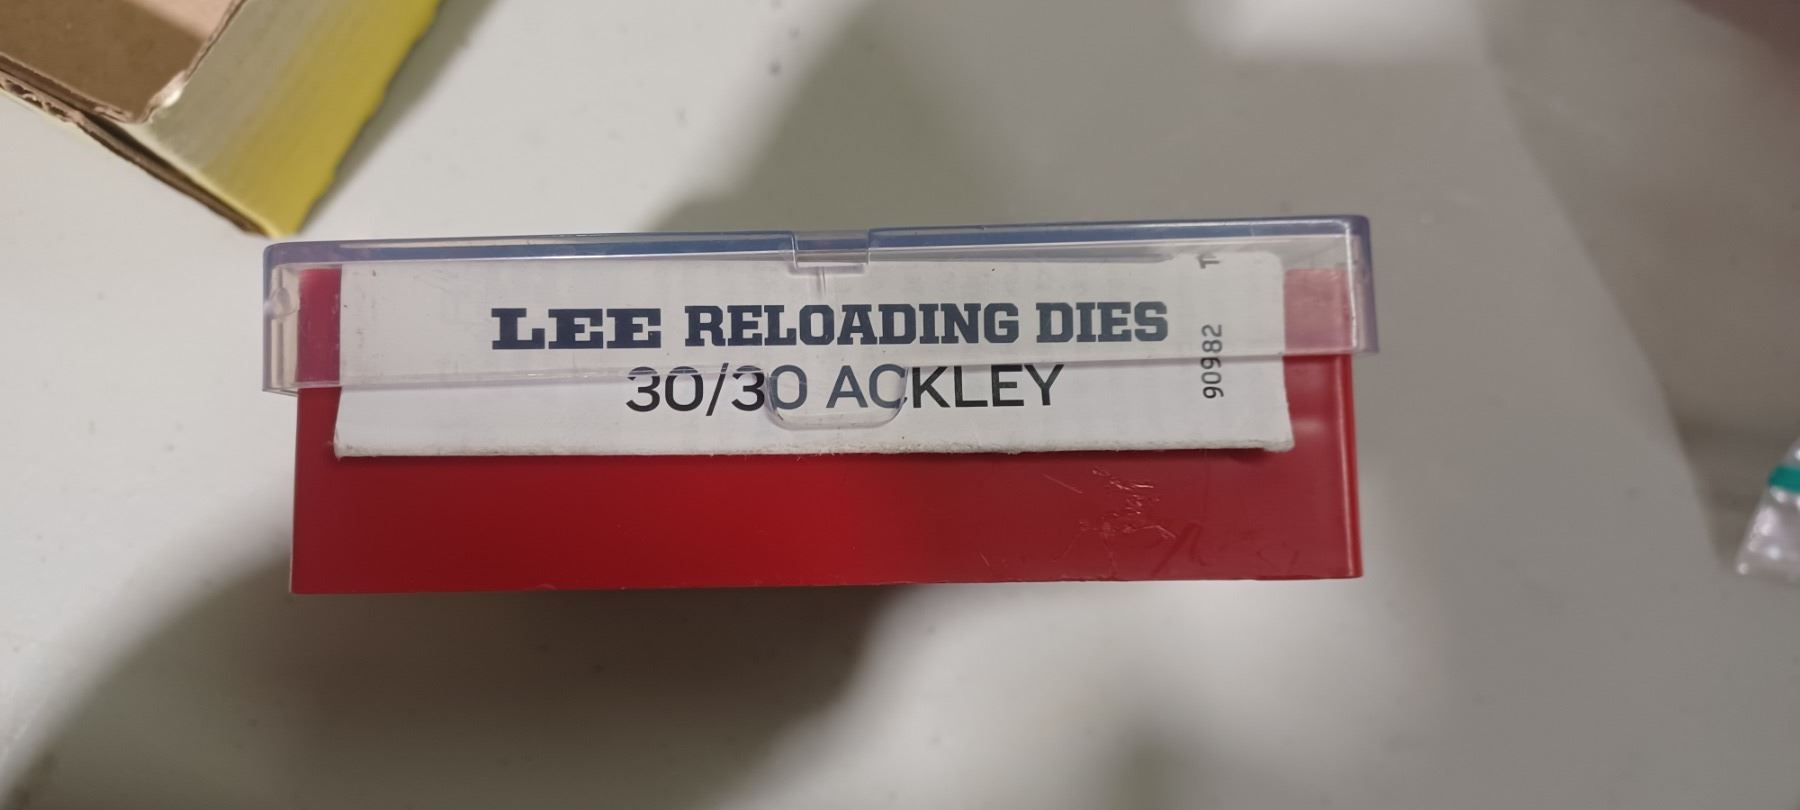 LEE RELOADING DIES
30/30 ACKLEY
90982